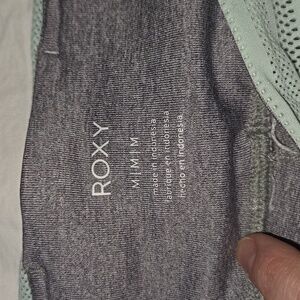 ROXY
M | M | M
made in indonesia
fabriqué en indonésie
hecho en indonesia